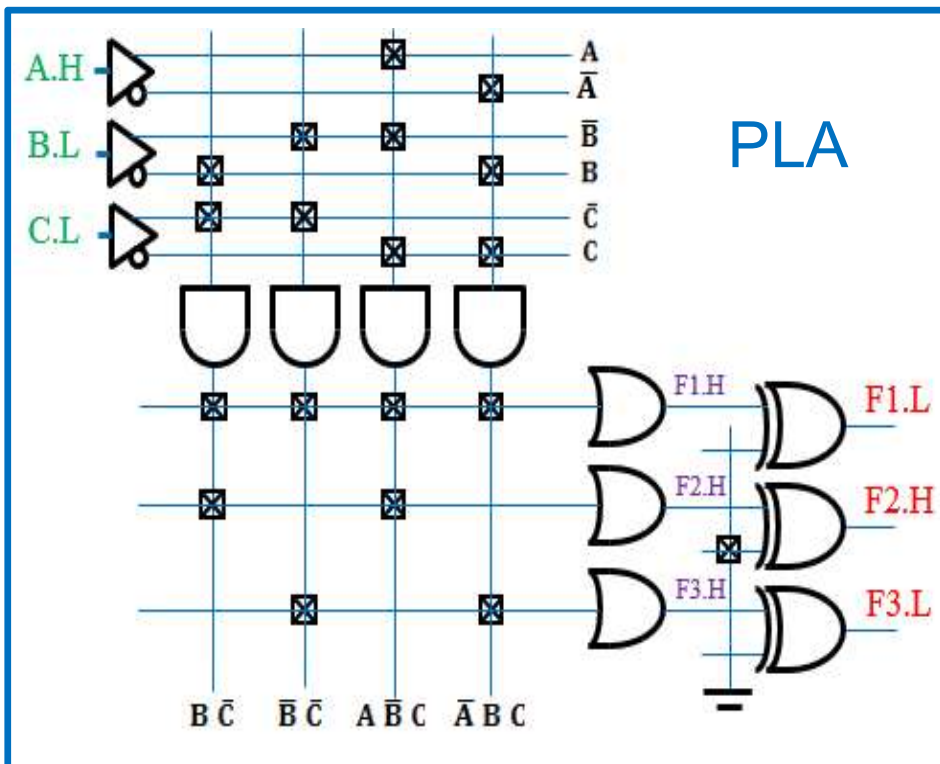 A.H
A
A̅
PLA
B.L
B̅
B
C.L
C̅
C
F1.H
F1.L
F2.H
F2.H
F3.H
F3.L
B C̅
B̅ C̅
A B̅ C
A̅ B C